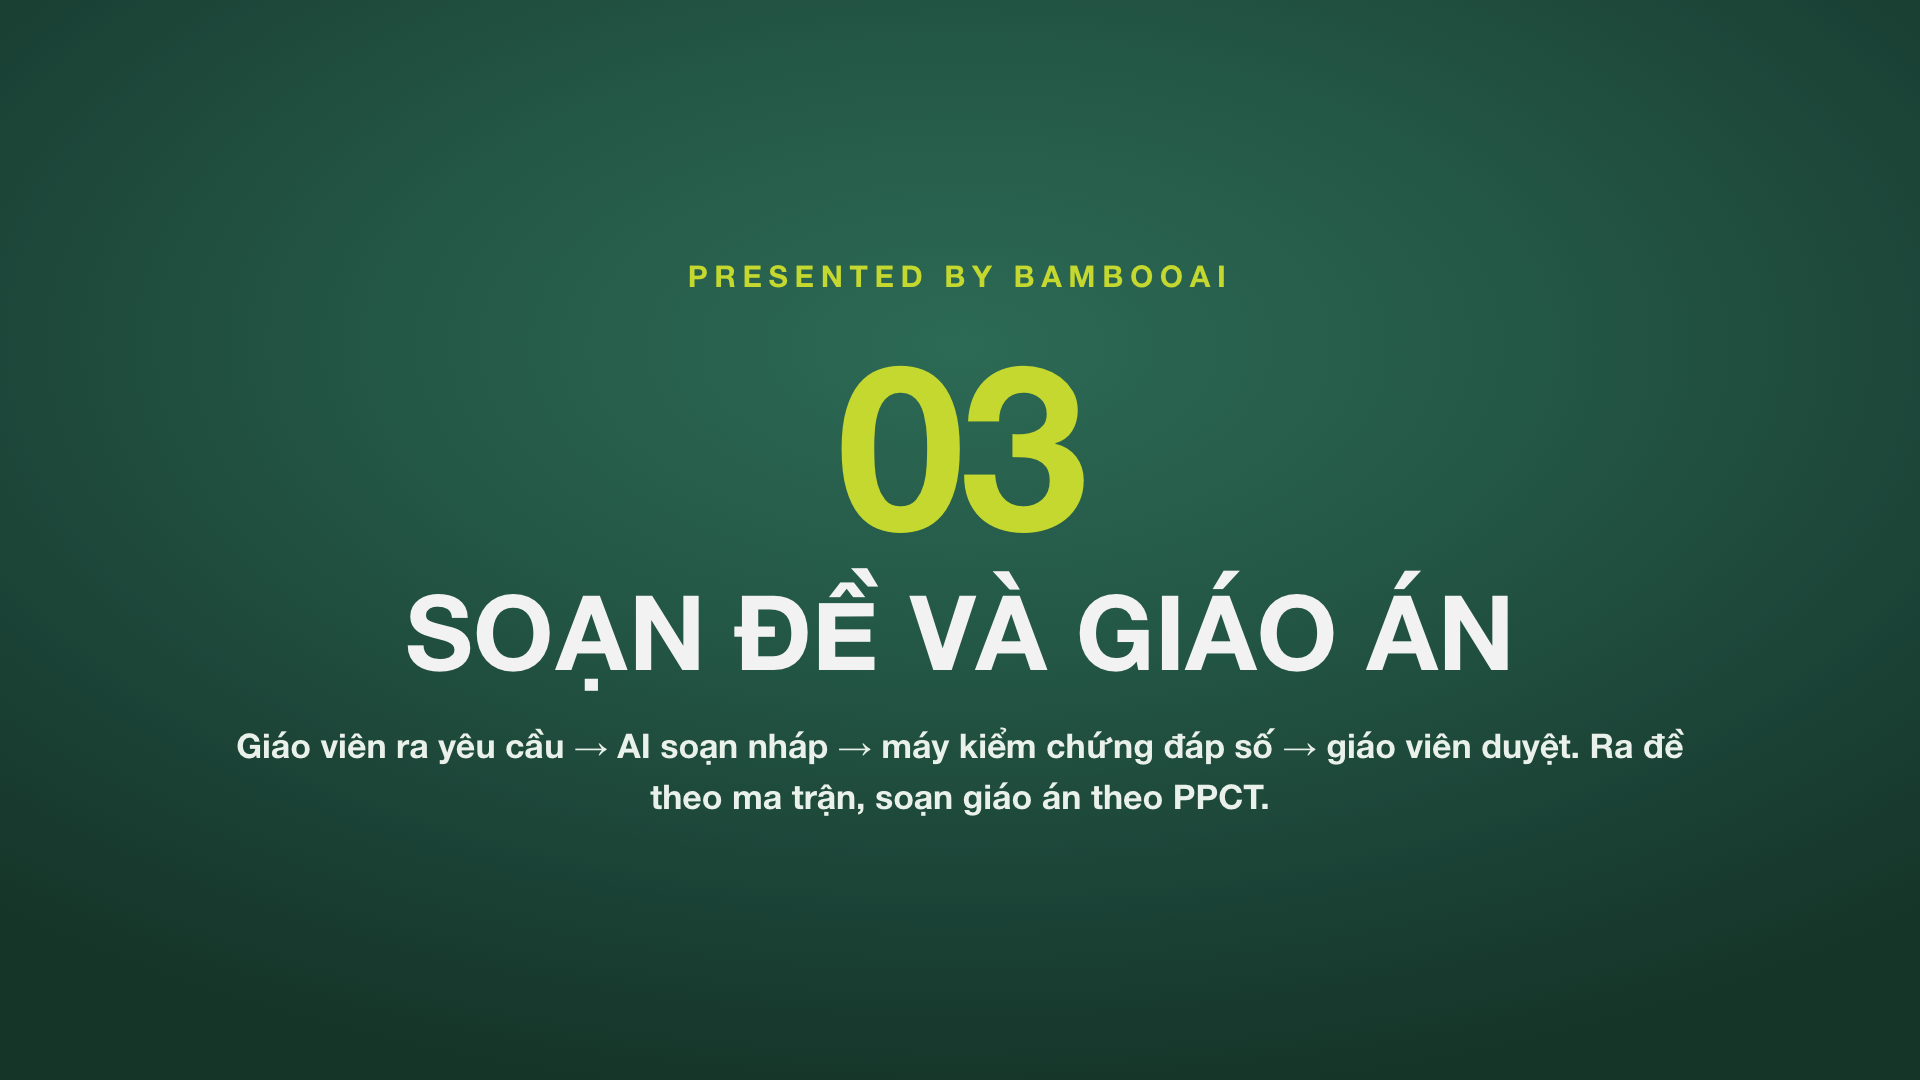 PRESENTED BY BAMBOOAI
03
SOẠN ĐỀ VÀ GIÁO ÁN
Giáo viên ra yêu cầu → AI soạn nháp → máy kiểm chứng đáp số → giáo viên duyệt. Ra đề
theo ma trận, soạn giáo án theo PPCT.